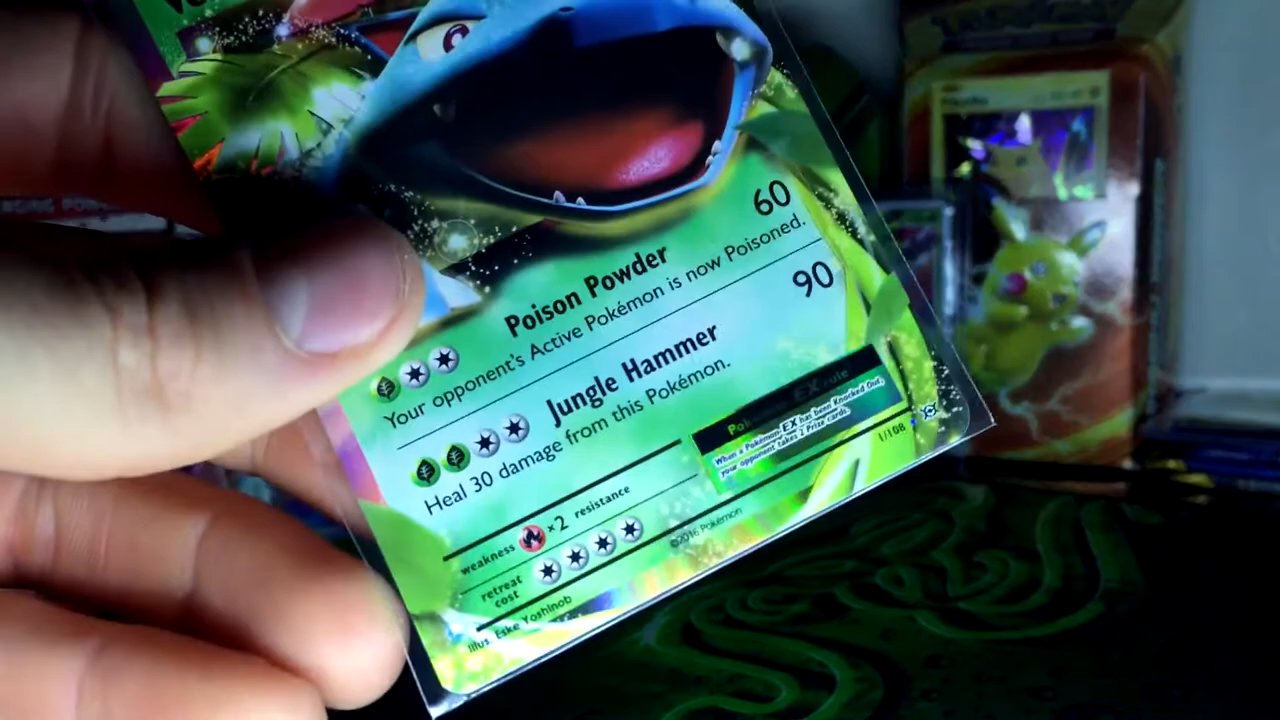 Ve
60
Poison Powder
Your opponent's Active Pokémon is now Poisoned.
90
Jungle Hammer
Heal 30 damage from this Pokémon.
Pokémon EX rule
When a Pokémon-EX has been Knocked Out,
your opponent takes 2 Prize cards.
1/108
weakness ×2 resistance
retreat
cost
©2016 Pokémon
Illus. Eske Yoshinob
Pikachu